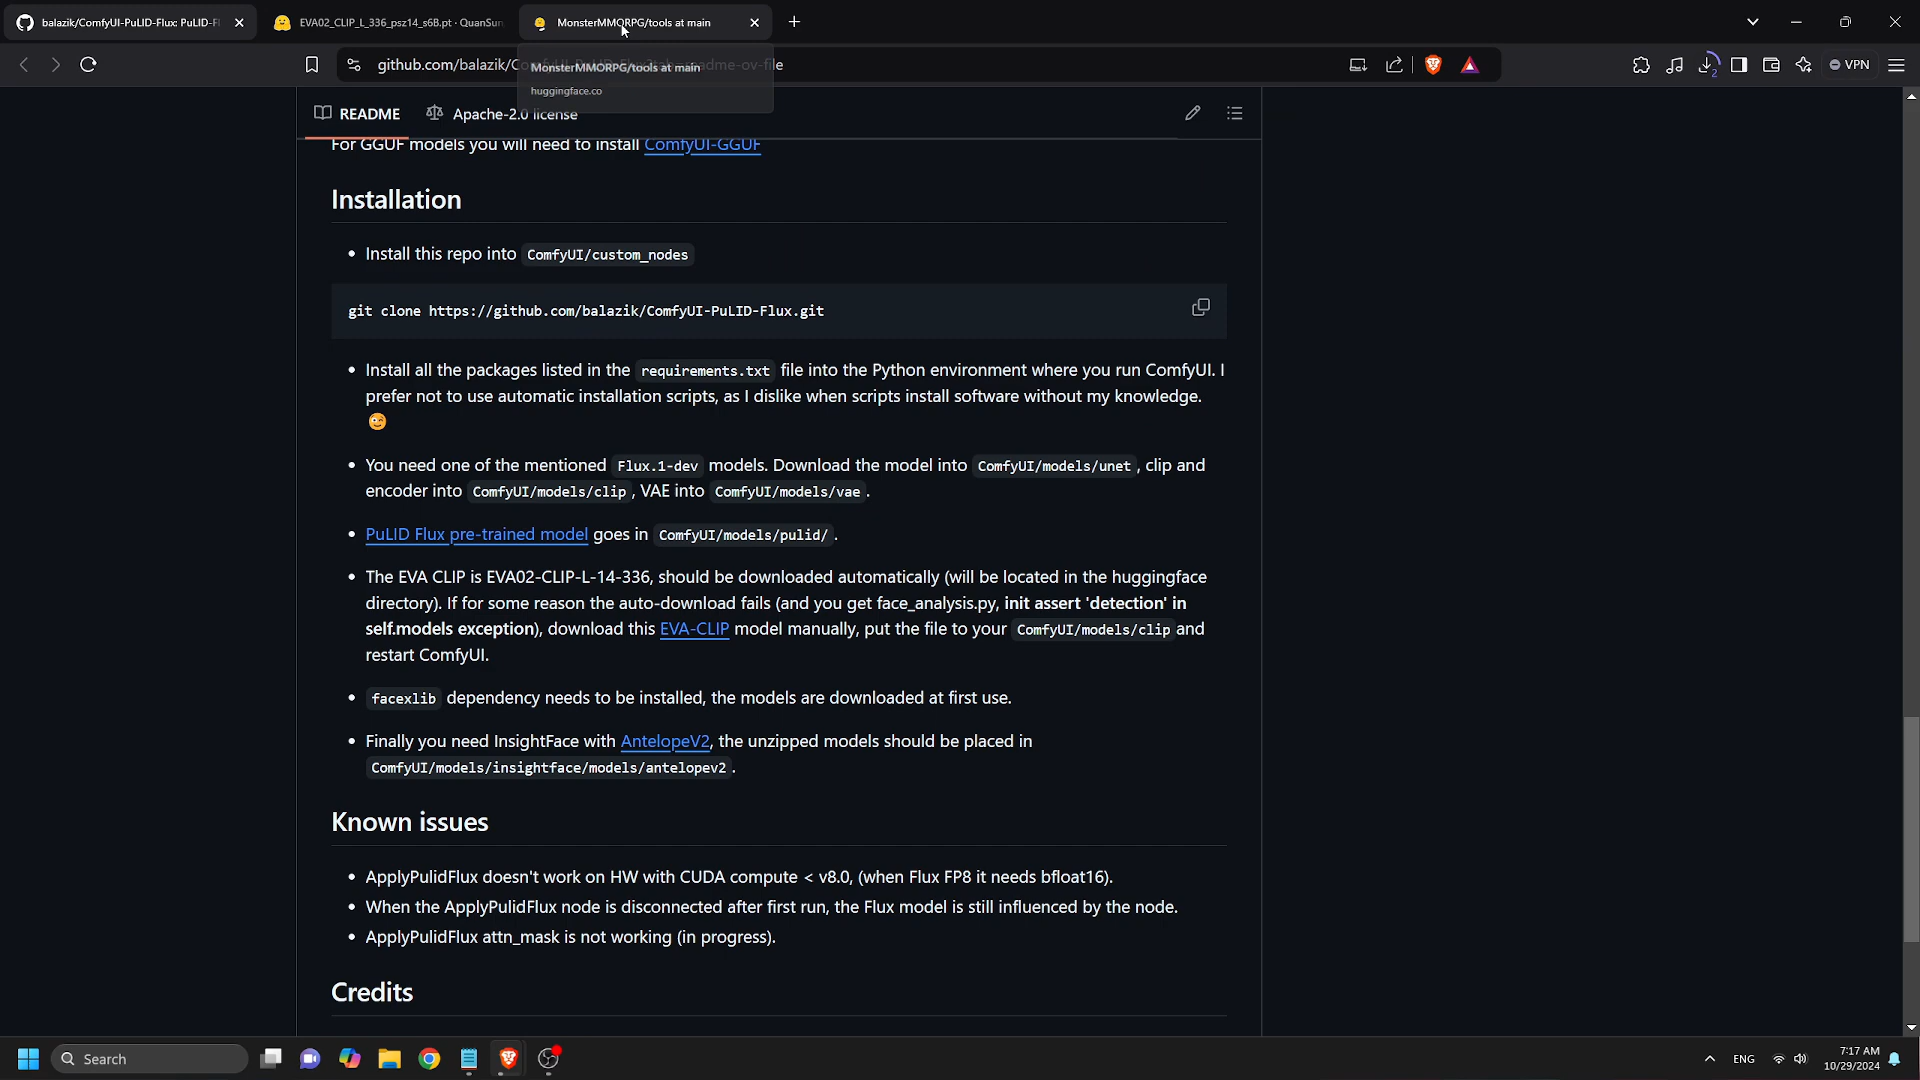 balazik/ComfyUI-PuLID-Flux: PuLID-Fl
EVA02_CLIP_L_336_psz14_s6B.pt · QuanSun
MonsterMMORPG/tools at main
github.com/balazik/
MonsterMMORPG/tools at main
huggingface.co
2
VPN
README
Apache-2.0 license
For GGUF models you will need to install ComfyUI-GGUF
Installation
• Install this repo into ComfyUI/custom_nodes
git clone https://github.com/balazik/ComfyUI-PuLID-Flux.git
• Install all the packages listed in the requirements.txt file into the Python environment where you run ComfyUI. I
prefer not to use automatic installation scripts, as I dislike when scripts install software without my knowledge.
😉
• You need one of the mentioned Flux.1-dev models. Download the model into ComfyUI/models/unet , clip and
encoder into ComfyUI/models/clip , VAE into ComfyUI/models/vae .
• PuLID Flux pre-trained model goes in ComfyUI/models/pulid/ .
• The EVA CLIP is EVA02-CLIP-L-14-336, should be downloaded automatically (will be located in the huggingface
directory). If for some reason the auto-download fails (and you get face_analysis.py, init assert 'detection' in
self.models exception), download this EVA-CLIP model manually, put the file to your ComfyUI/models/clip and
restart ComfyUI.
• facexlib dependency needs to be installed, the models are downloaded at first use.
• Finally you need InsightFace with AntelopeV2, the unzipped models should be placed in
ComfyUI/models/insightface/models/antelopev2 .
Known issues
• ApplyPulidFlux doesn't work on HW with CUDA compute < v8.0, (when Flux FP8 it needs bfloat16).
• When the ApplyPulidFlux node is disconnected after first run, the Flux model is still influenced by the node.
• ApplyPulidFlux attn_mask is not working (in progress).
Credits
Search
ENG
7:17 AM
10/29/2024